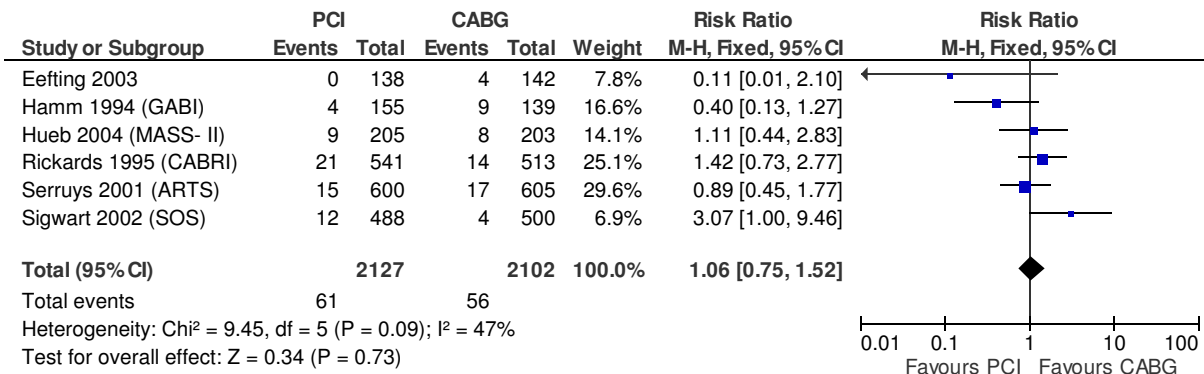 PCI CABG Risk Ratio Risk Ratio
Study or Subgroup Events Total Events Total Weight M-H, Fixed, 95% CI M-H, Fixed, 95% CI
Eefting 2003 0 138 4 142 7.8% 0.11 [0.01, 2.10]
Hamm 1994 (GABI) 4 155 9 139 16.6% 0.40 [0.13, 1.27]
Hueb 2004 (MASS- II) 9 205 8 203 14.1% 1.11 [0.44, 2.83]
Rickards 1995 (CABRI) 21 541 14 513 25.1% 1.42 [0.73, 2.77]
Serruys 2001 (ARTS) 15 600 17 605 29.6% 0.89 [0.45, 1.77]
Sigwart 2002 (SOS) 12 488 4 500 6.9% 3.07 [1.00, 9.46]
Total (95% CI) 2127 2102 100.0% 1.06 [0.75, 1.52]
Total events 61 56
Heterogeneity: Chi² = 9.45, df = 5 (P = 0.09); I² = 47%
Test for overall effect: Z = 0.34 (P = 0.73)
0.01 0.1 1 10 100
Favours PCI Favours CABG